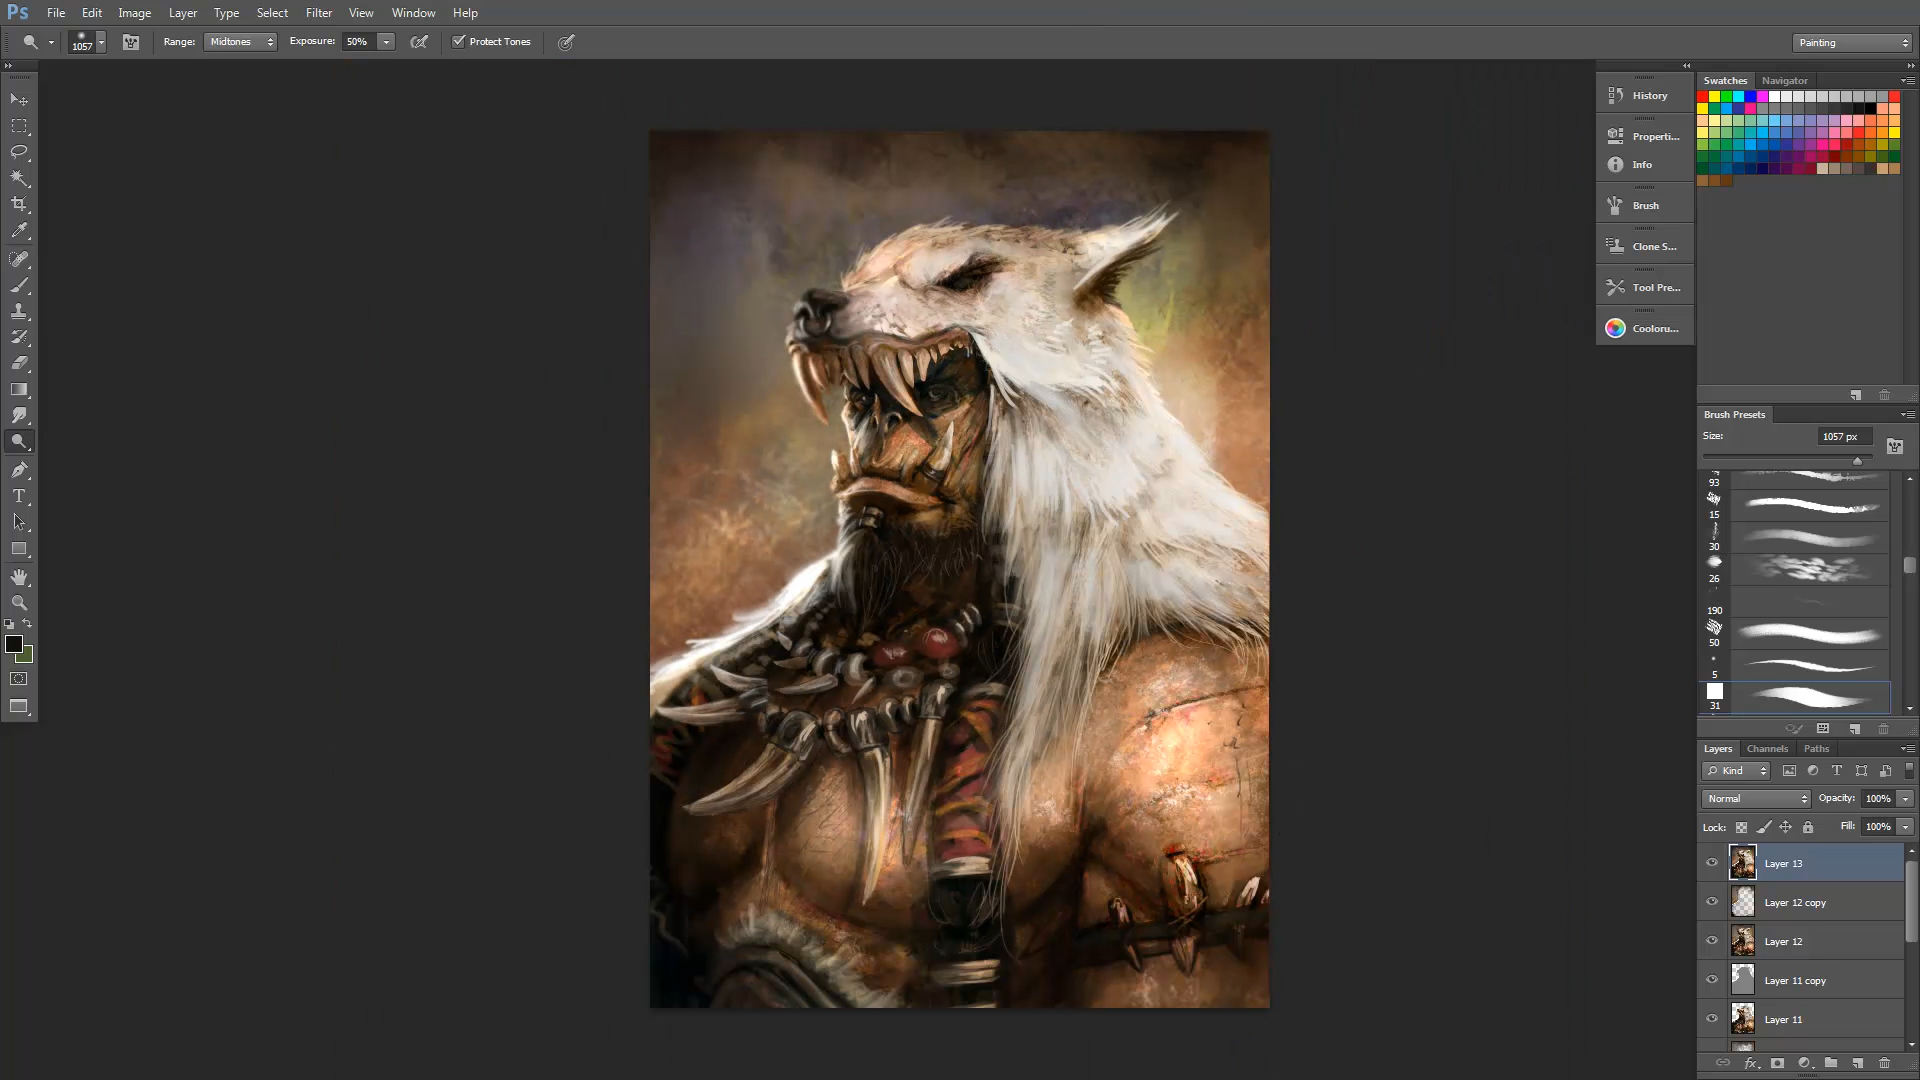 Ps File Edit Image Layer Type Select Filter View Window Help
1057 Range: Midtones Exposure: 50% Protect Tones Painting
History
Properti...
Info
Brush
Clone S...
Tool Pre...
Cooloru...
Swatches Navigator
Brush Presets
Size: 1057 px
93
15
30
26
190
50
5
31
Layers Channels Paths
Kind
Normal Opacity: 100%
Lock: Fill: 100%
Layer 13
Layer 12 copy
Layer 12
Layer 11 copy
Layer 11